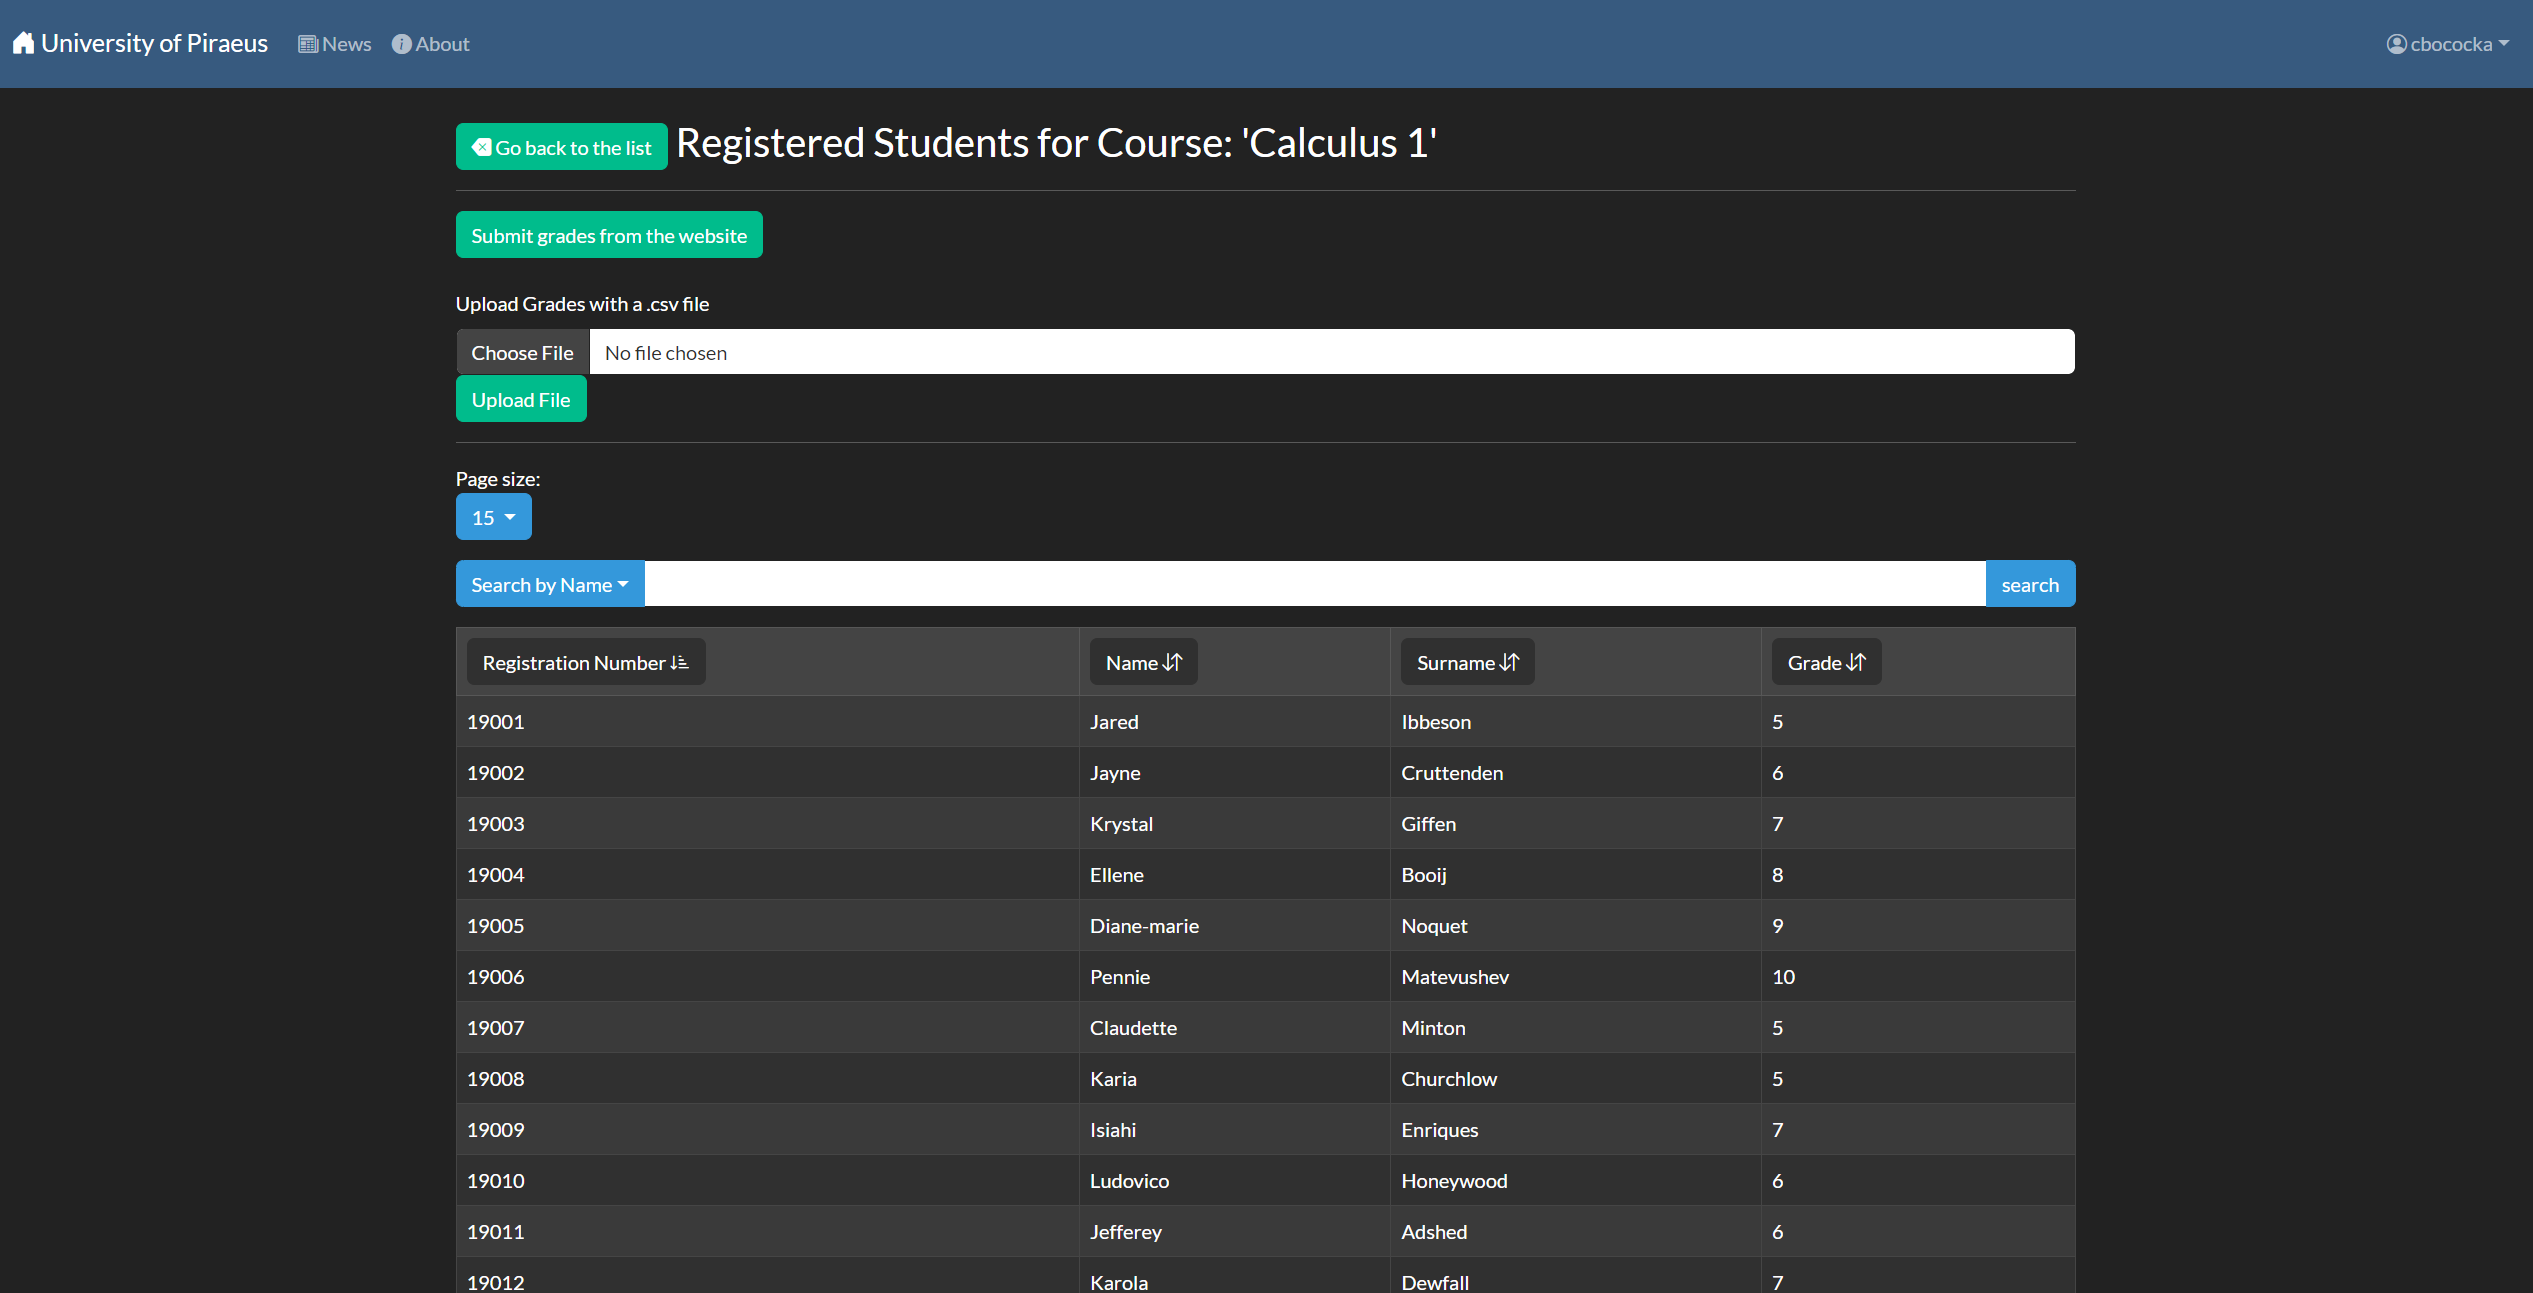 University of Piraeus News About cbococka
Go back to the list Registered Students for Course: 'Calculus 1'
Submit grades from the website
Upload Grades with a .csv file
Choose File No file chosen
Upload File
Page size:
15
Search by Name search
Registration Number Name Surname Grade
19001 Jared Ibbeson 5
19002 Jayne Cruttenden 6
19003 Krystal Giffen 7
19004 Ellene Booij 8
19005 Diane-marie Noquet 9
19006 Pennie Matevushev 10
19007 Claudette Minton 5
19008 Karia Churchlow 5
19009 Isiahi Enriques 7
19010 Ludovico Honeywood 6
19011 Jefferey Adshed 6
19012 Karola Dewfall 7